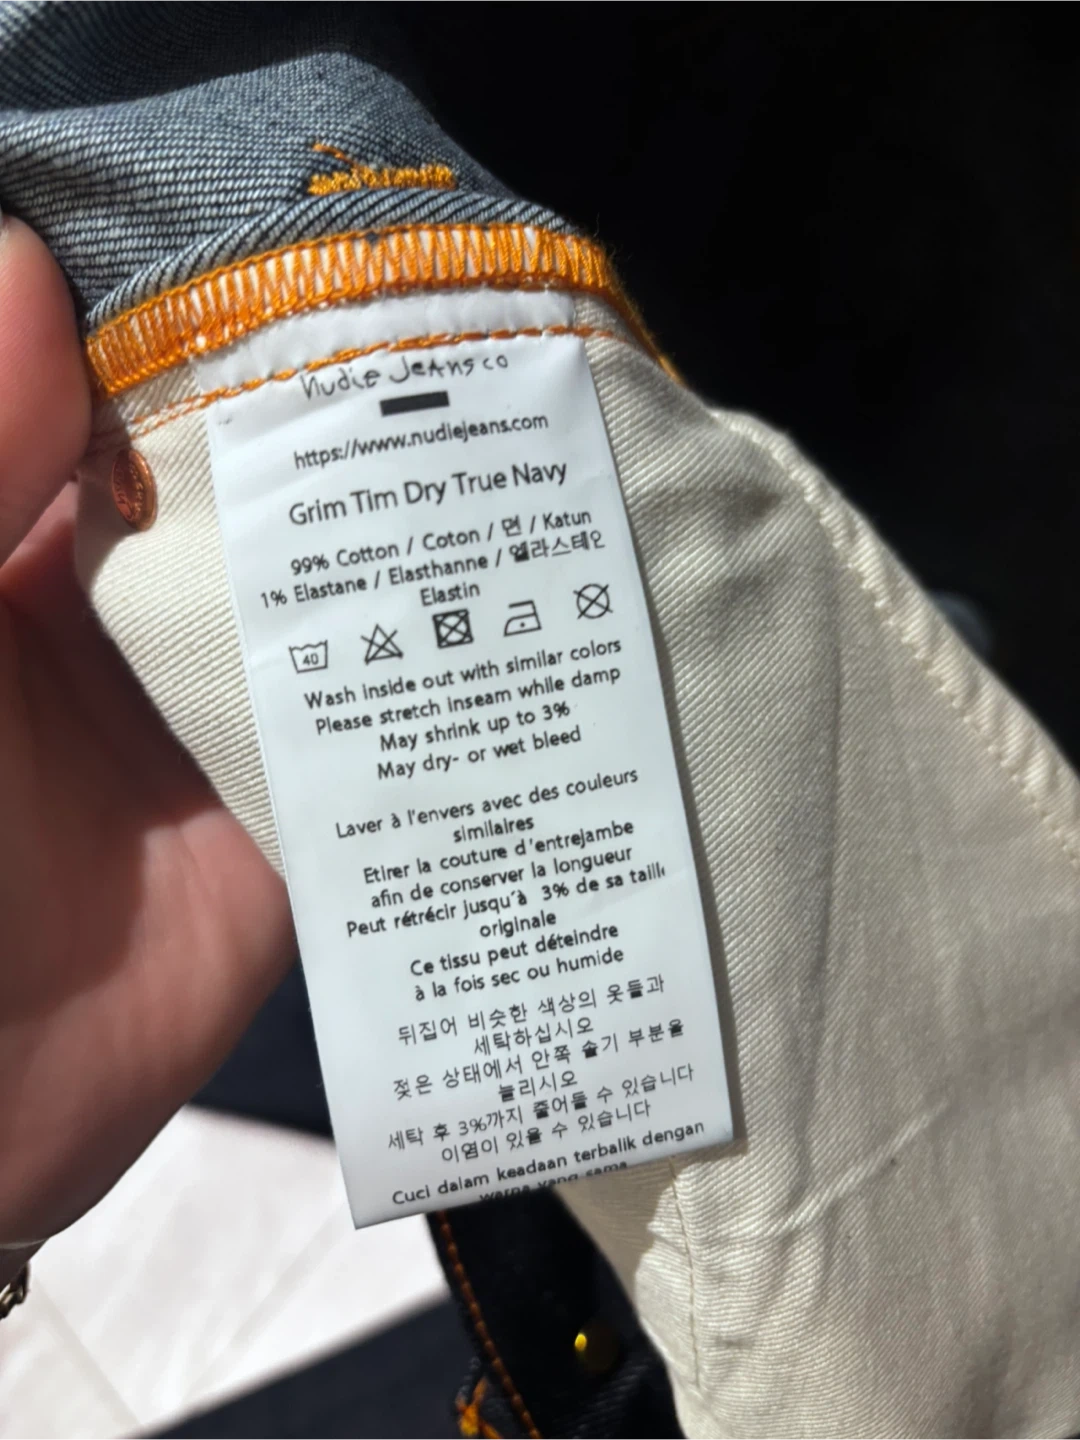 Nudie Jeans co
https://www.nudiejeans.com
Grim Tim Dry True Navy
99% Cotton / Coton / 면 / Katun
1% Elastane / Elasthanne / 엘라스테인
Elastin
40
Wash inside out with similar colors
Please stretch inseam while damp
May shrink up to 3%
May dry- or wet bleed
Laver à l'envers avec des couleurs
similaires
Etirer la couture d'entrejambe
afin de conserver la longueur
Peut rétrécir jusqu'à 3% de sa taill
originale
Ce tissu peut déteindre
à la fois sec ou humide
뒤집어 비슷한 색상의 옷들과
세탁하십시오
젖은 상태에서 안쪽 솔기 부분을
늘리시오
세탁 후 3%까지 줄어들 수 있습니다
이염이 있을 수 있습니다
Cuci dalam keadaan terbalik dengan
warna yang sama